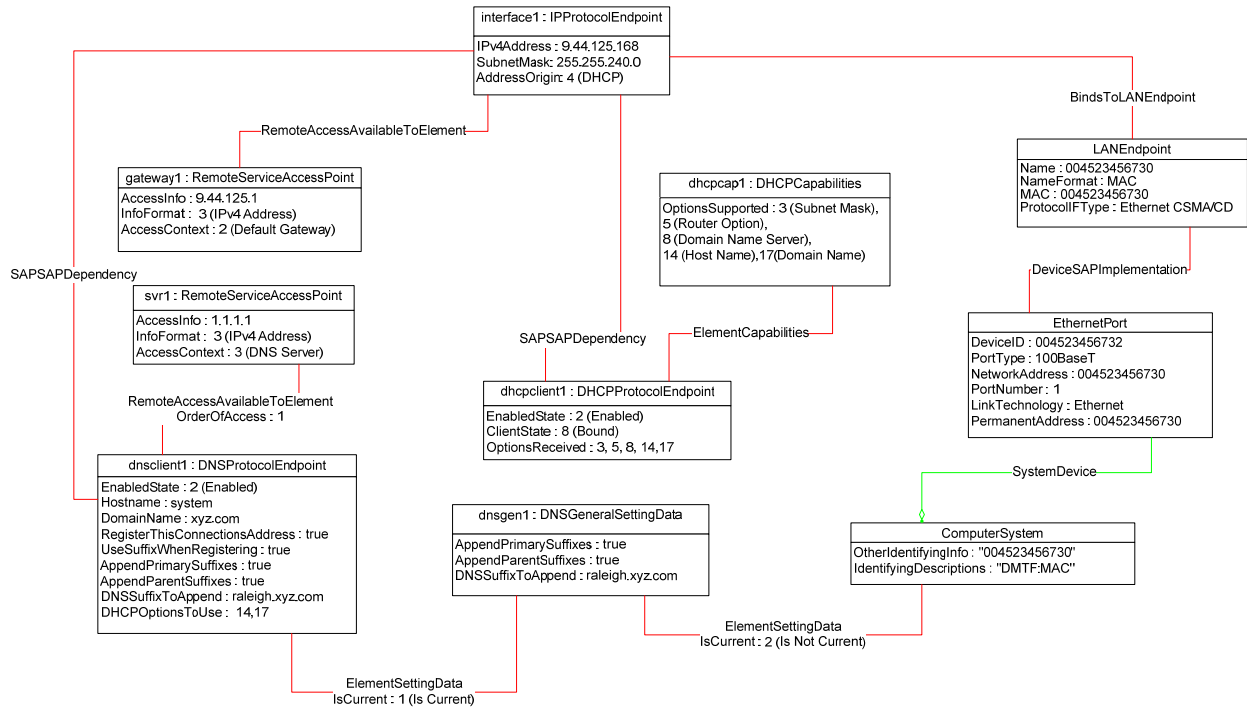 interface1 : IPProtocolEndpoint
IPv4Address : 9.44.125.168
SubnetMask: 255.255.240.0
AddressOrigin: 4 (DHCP)
BindsToLANEndpoint
RemoteAccessAvailableToElement
LANEndpoint
Name : 004523456730
NameFormat : MAC
MAC : 004523456730
ProtocolIFType : Ethernet CSMA/CD
gateway1 : RemoteServiceAccessPoint
AccessInfo : 9.44.125.1
InfoFormat : 3 (IPv4 Address)
AccessContext : 2 (Default Gateway)
dhcpcap1 : DHCPCapabilities
OptionsSupported : 3 (Subnet Mask),
5 (Router Option),
8 (Domain Name Server),
14 (Host Name),17(Domain Name)
SAPSAPDependency
DeviceSAPImplementation
svr1 : RemoteServiceAccessPoint
AccessInfo : 1.1.1.1
InfoFormat : 3 (IPv4 Address)
AccessContext : 3 (DNS Server)
SAPSAPDependency
ElementCapabilities
EthernetPort
DeviceID : 004523456732
PortType : 100BaseT
NetworkAddress : 004523456730
PortNumber : 1
LinkTechnology : Ethernet
PermanentAddress : 004523456730
RemoteAccessAvailableToElement
OrderOfAccess : 1
dhcpclient1 : DHCPProtocolEndpoint
EnabledState : 2 (Enabled)
ClientState : 8 (Bound)
OptionsReceived : 3, 5, 8, 14,17
dnsclient1 : DNSProtocolEndpoint
EnabledState : 2 (Enabled)
Hostname : system
DomainName : xyz.com
RegisterThisConnectionsAddress : true
UseSuffixWhenRegistering : true
AppendPrimarySuffixes : true
AppendParentSuffixes : true
DNSSuffixToAppend : raleigh.xyz.com
DHCPOptionsToUse : 14,17
SystemDevice
dnsgen1 : DNSGeneralSettingData
AppendPrimarySuffixes : true
AppendParentSuffixes : true
DNSSuffixToAppend : raleigh.xyz.com
ComputerSystem
OtherIdentifyingInfo : "004523456730"
IdentifyingDescriptions : "DMTF:MAC"
ElementSettingData
IsCurrent : 2 (Is Not Current)
ElementSettingData
IsCurrent : 1 (Is Current)